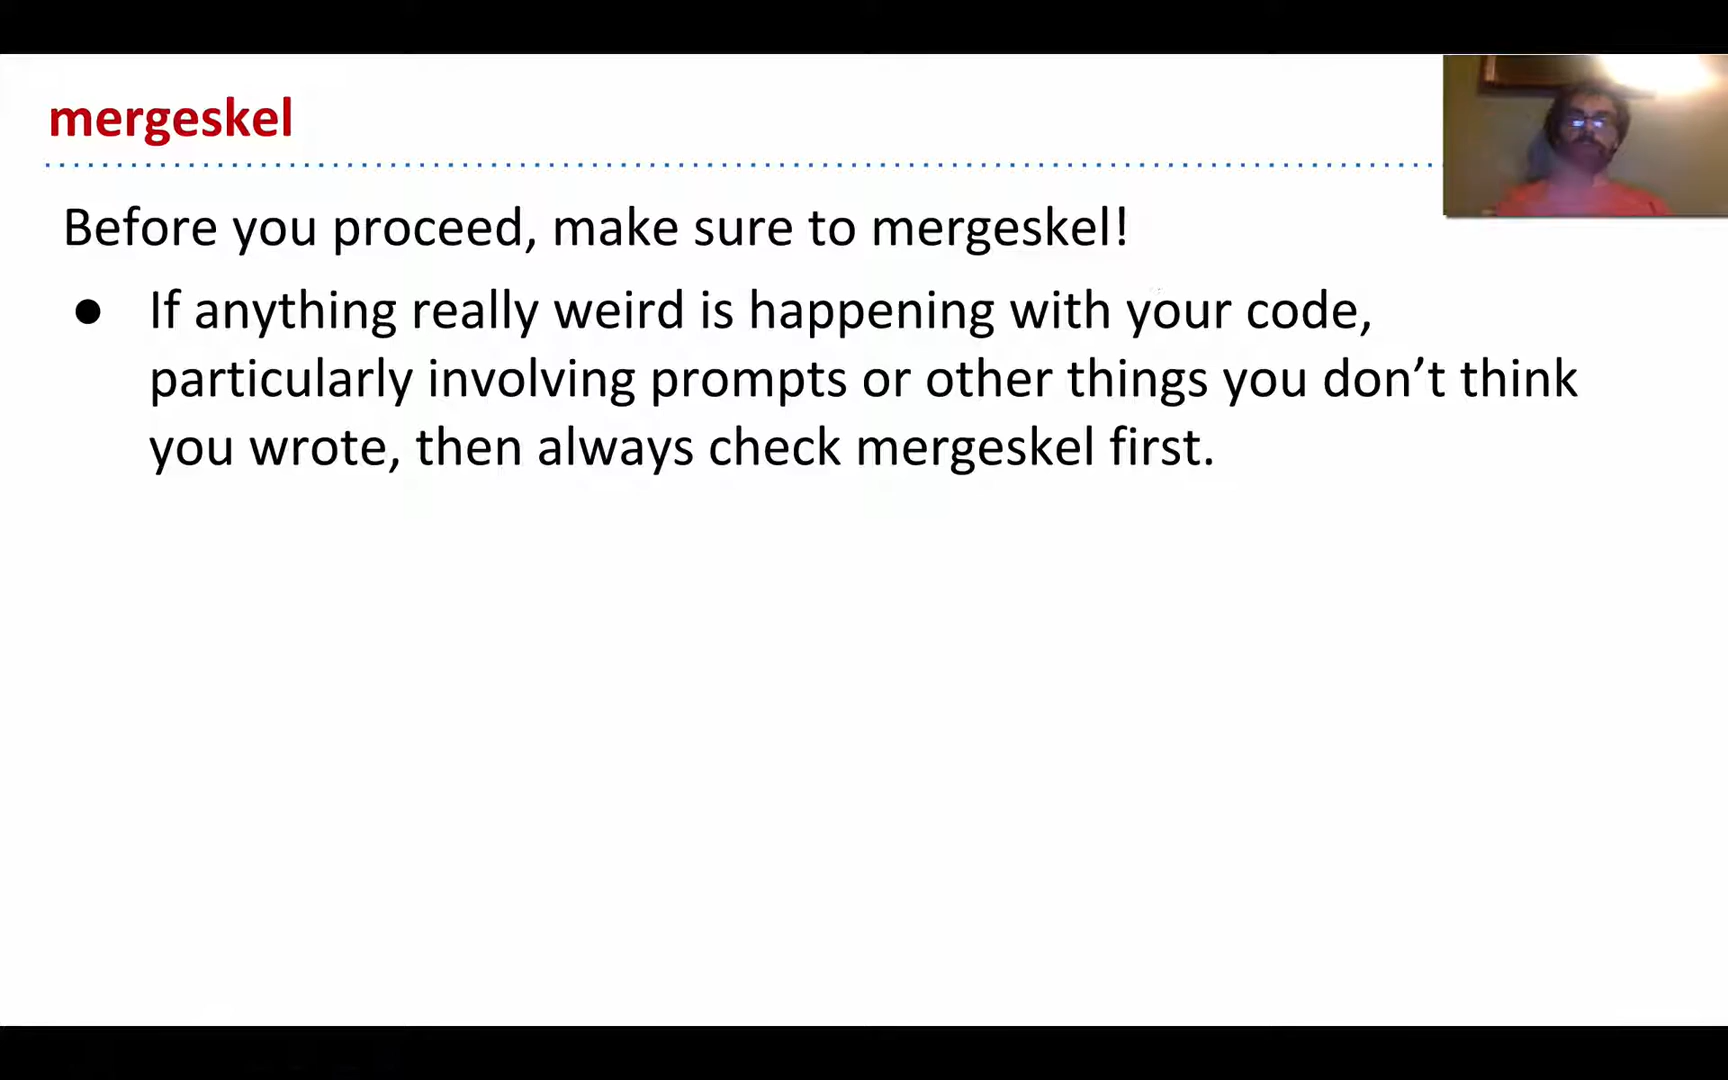 mergeskel
Before you proceed, make sure to mergeskel!
● If anything really weird is happening with your code,
particularly involving prompts or other things you don’t think
you wrote, then always check mergeskel first.